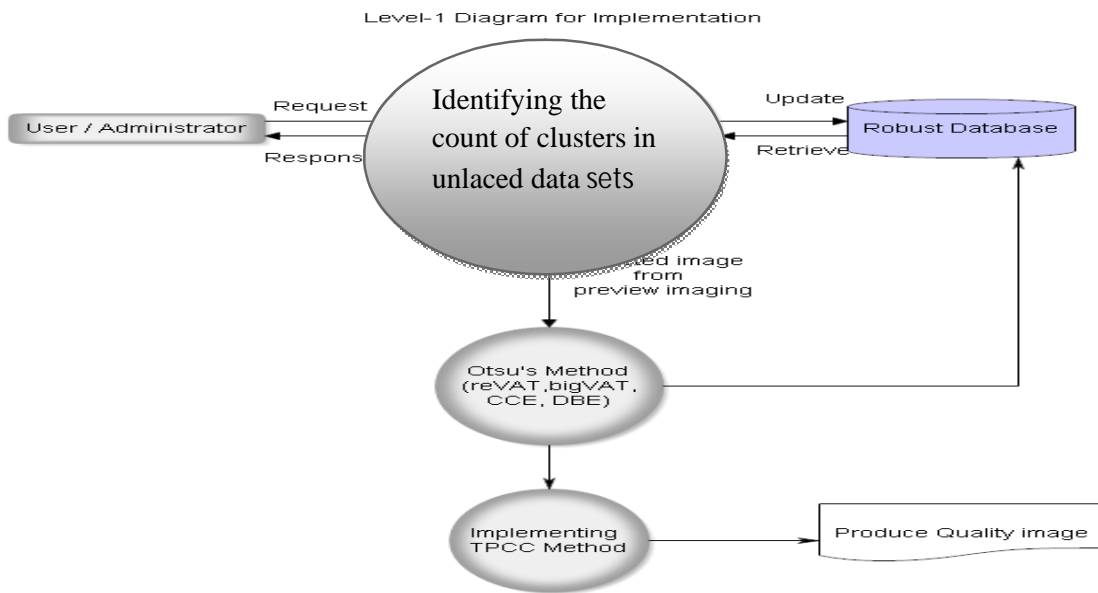 Level-1 Diagram for Implementation
Identifying the
count of clusters in
unlaced data sets
Request
Respons
User / Administrator
Update
Retrieve
Robust Database
image
from
preview imaging
Otsu's Method
(reVAT,bigVAT,
CCE, DBE)
Implementing
TPCC Method
Produce Quality image